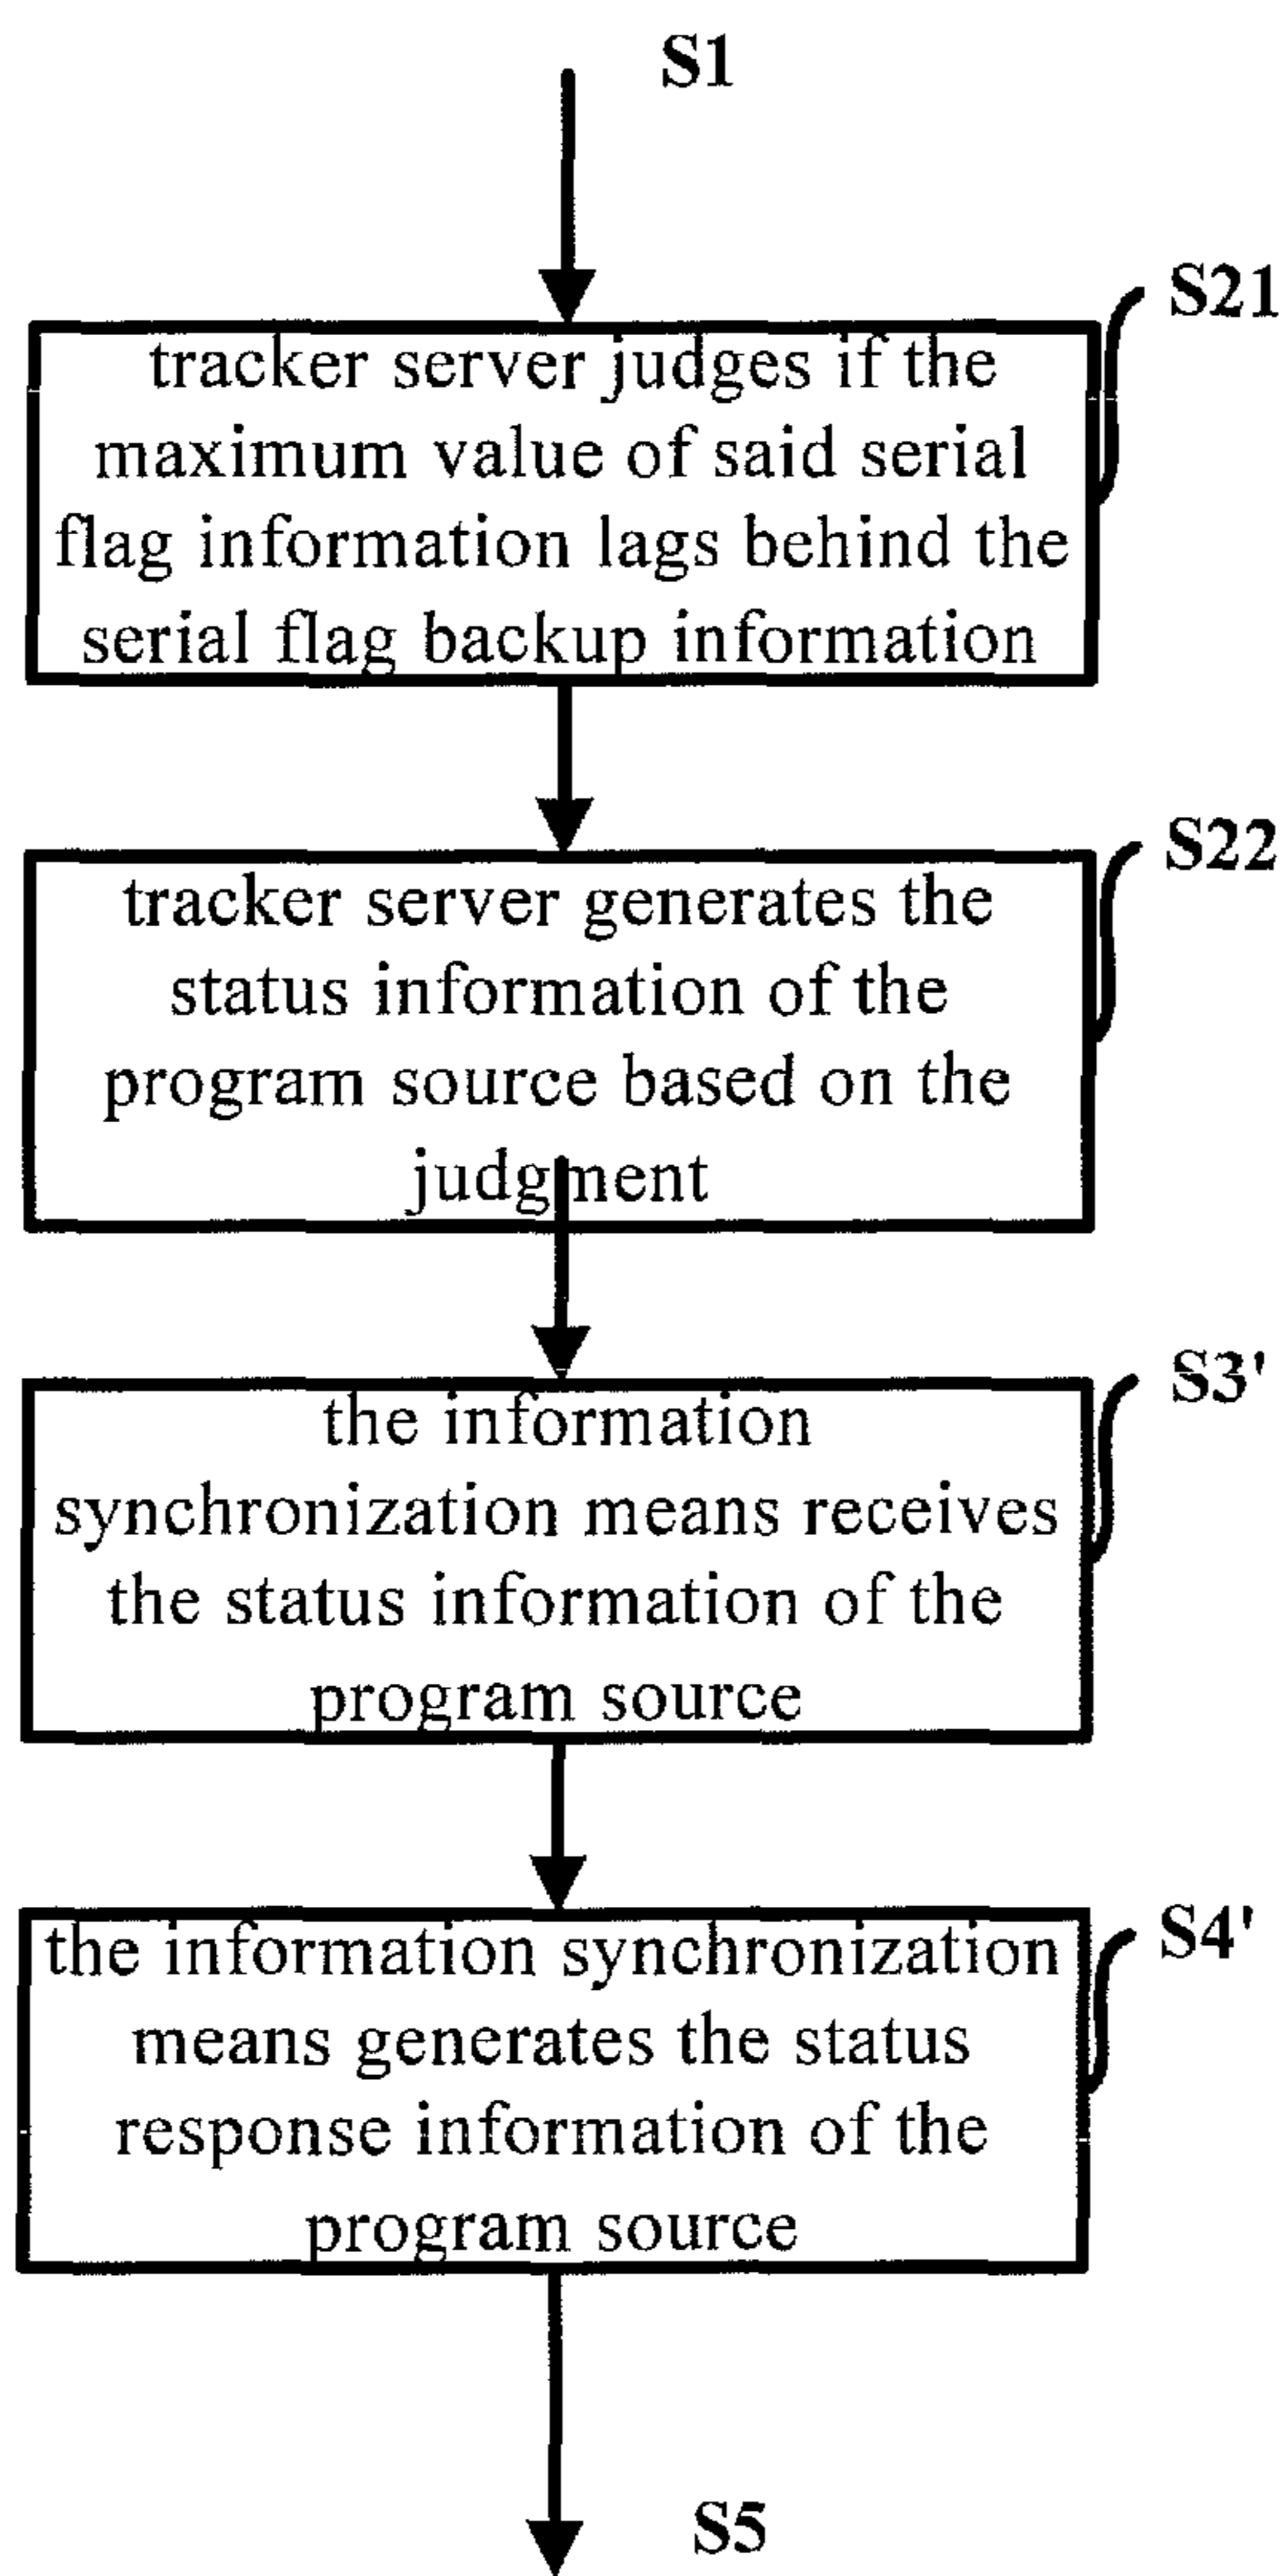 S1
S21
tracker server judges if the
maximum value of said serial
flag information lags behind the
serial flag backup information
S22
tracker server generates the
status information of the
program source based on the
judgment
S3'
the information
synchronization means receives
the status information of the
program source
S4'
the information synchronization
means generates the status
response information of the
program source
S5